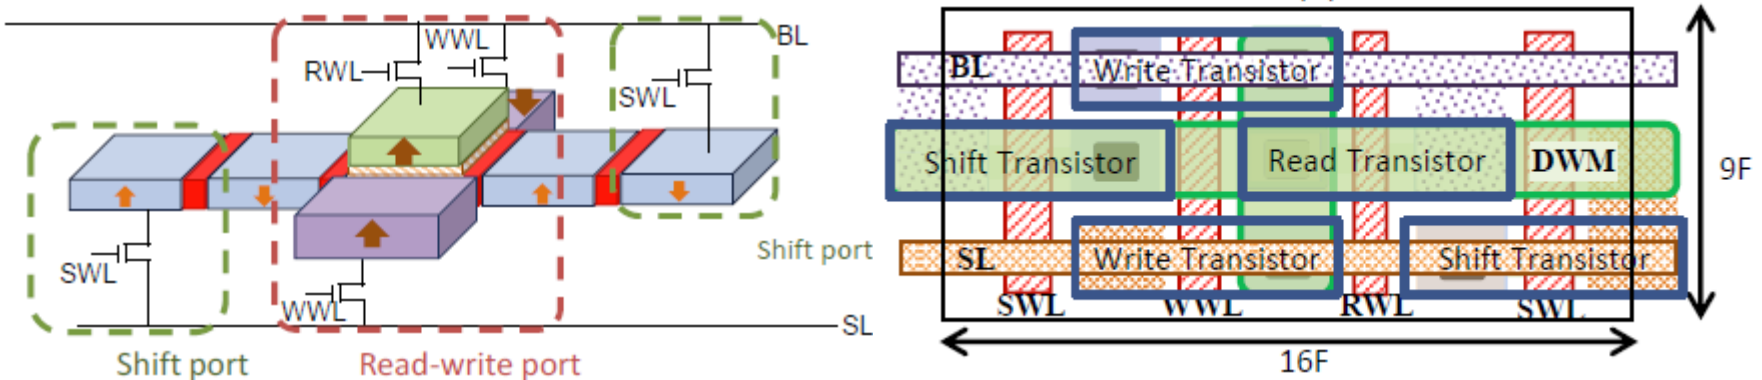 WWL
BL
RWL
SWL
SWL
WWL
Shift port
SL
Shift port
Read-write port
BL
Write Transistor
Shift Transistor
Read Transistor
DWM
9F
SL
Write Transistor
Shift Transistor
SWL
WWL
RWL
SWL
16F